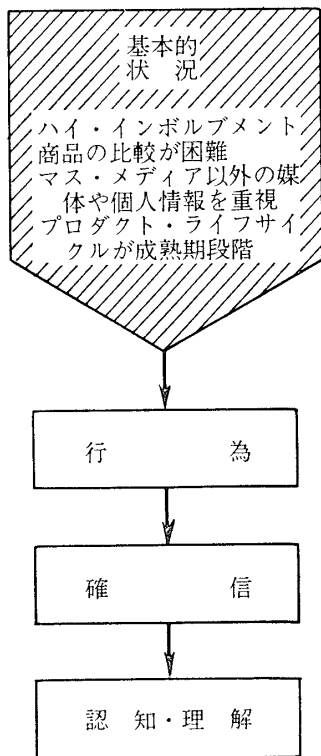 基本的
状況
ハイ・インボルブメント
商品の比較が困難
マス・メディア以外の媒
体や個人情報を重視
プロダクト・ライフサイ
クルが成熟期段階
行為
確信
認知・理解